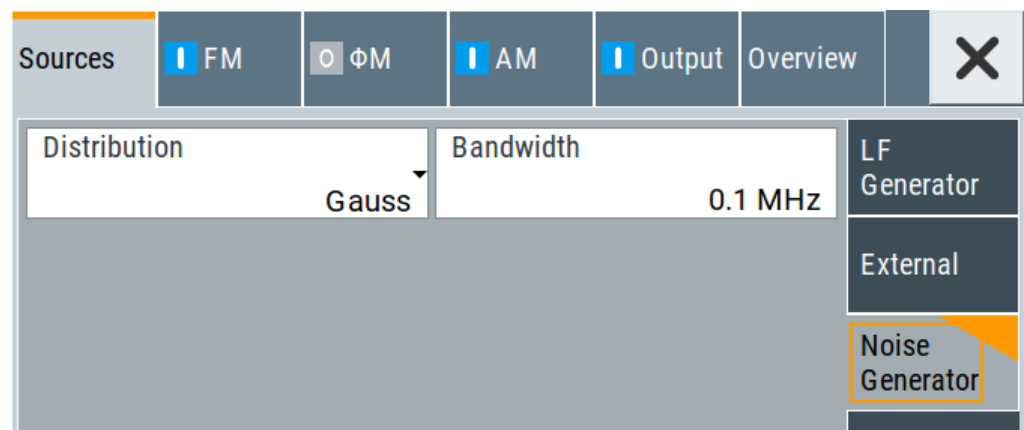 Sources
I FM
O ΦM
I AM
I Output
Overview
Distribution
Gauss
Bandwidth
0.1 MHz
LF
Generator
External
Noise
Generator